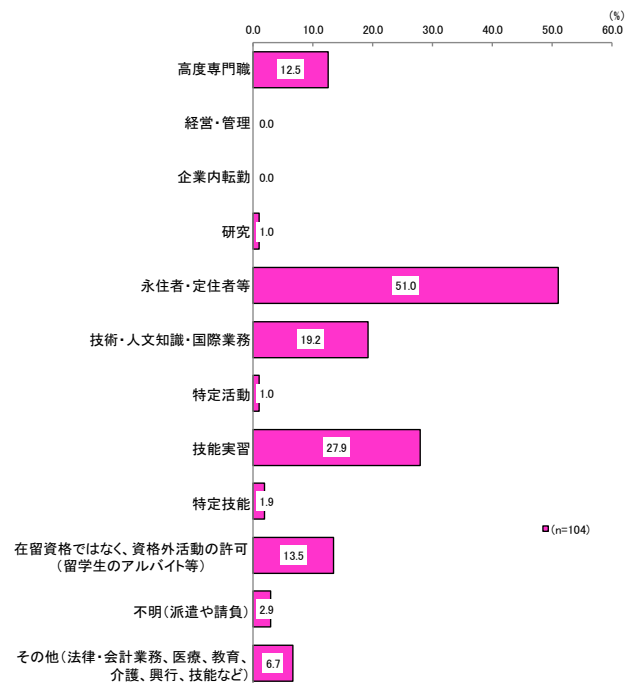 (%)
0.0 10.0 20.0 30.0 40.0 50.0 60.0
高度専門職 12.5
経営・管理 0.0
企業内転勤 0.0
研究 1.0
永住者・定住者等 51.0
技術・人文知識・国際業務 19.2
特定活動 1.0
技能実習 27.9
特定技能 1.9
(n=104)
在留資格ではなく、資格外活動の許可
(留学生のアルバイト等) 13.5
不明(派遣や請負) 2.9
その他(法律・会計業務、医療、教育、
介護、興行、技能など) 6.7